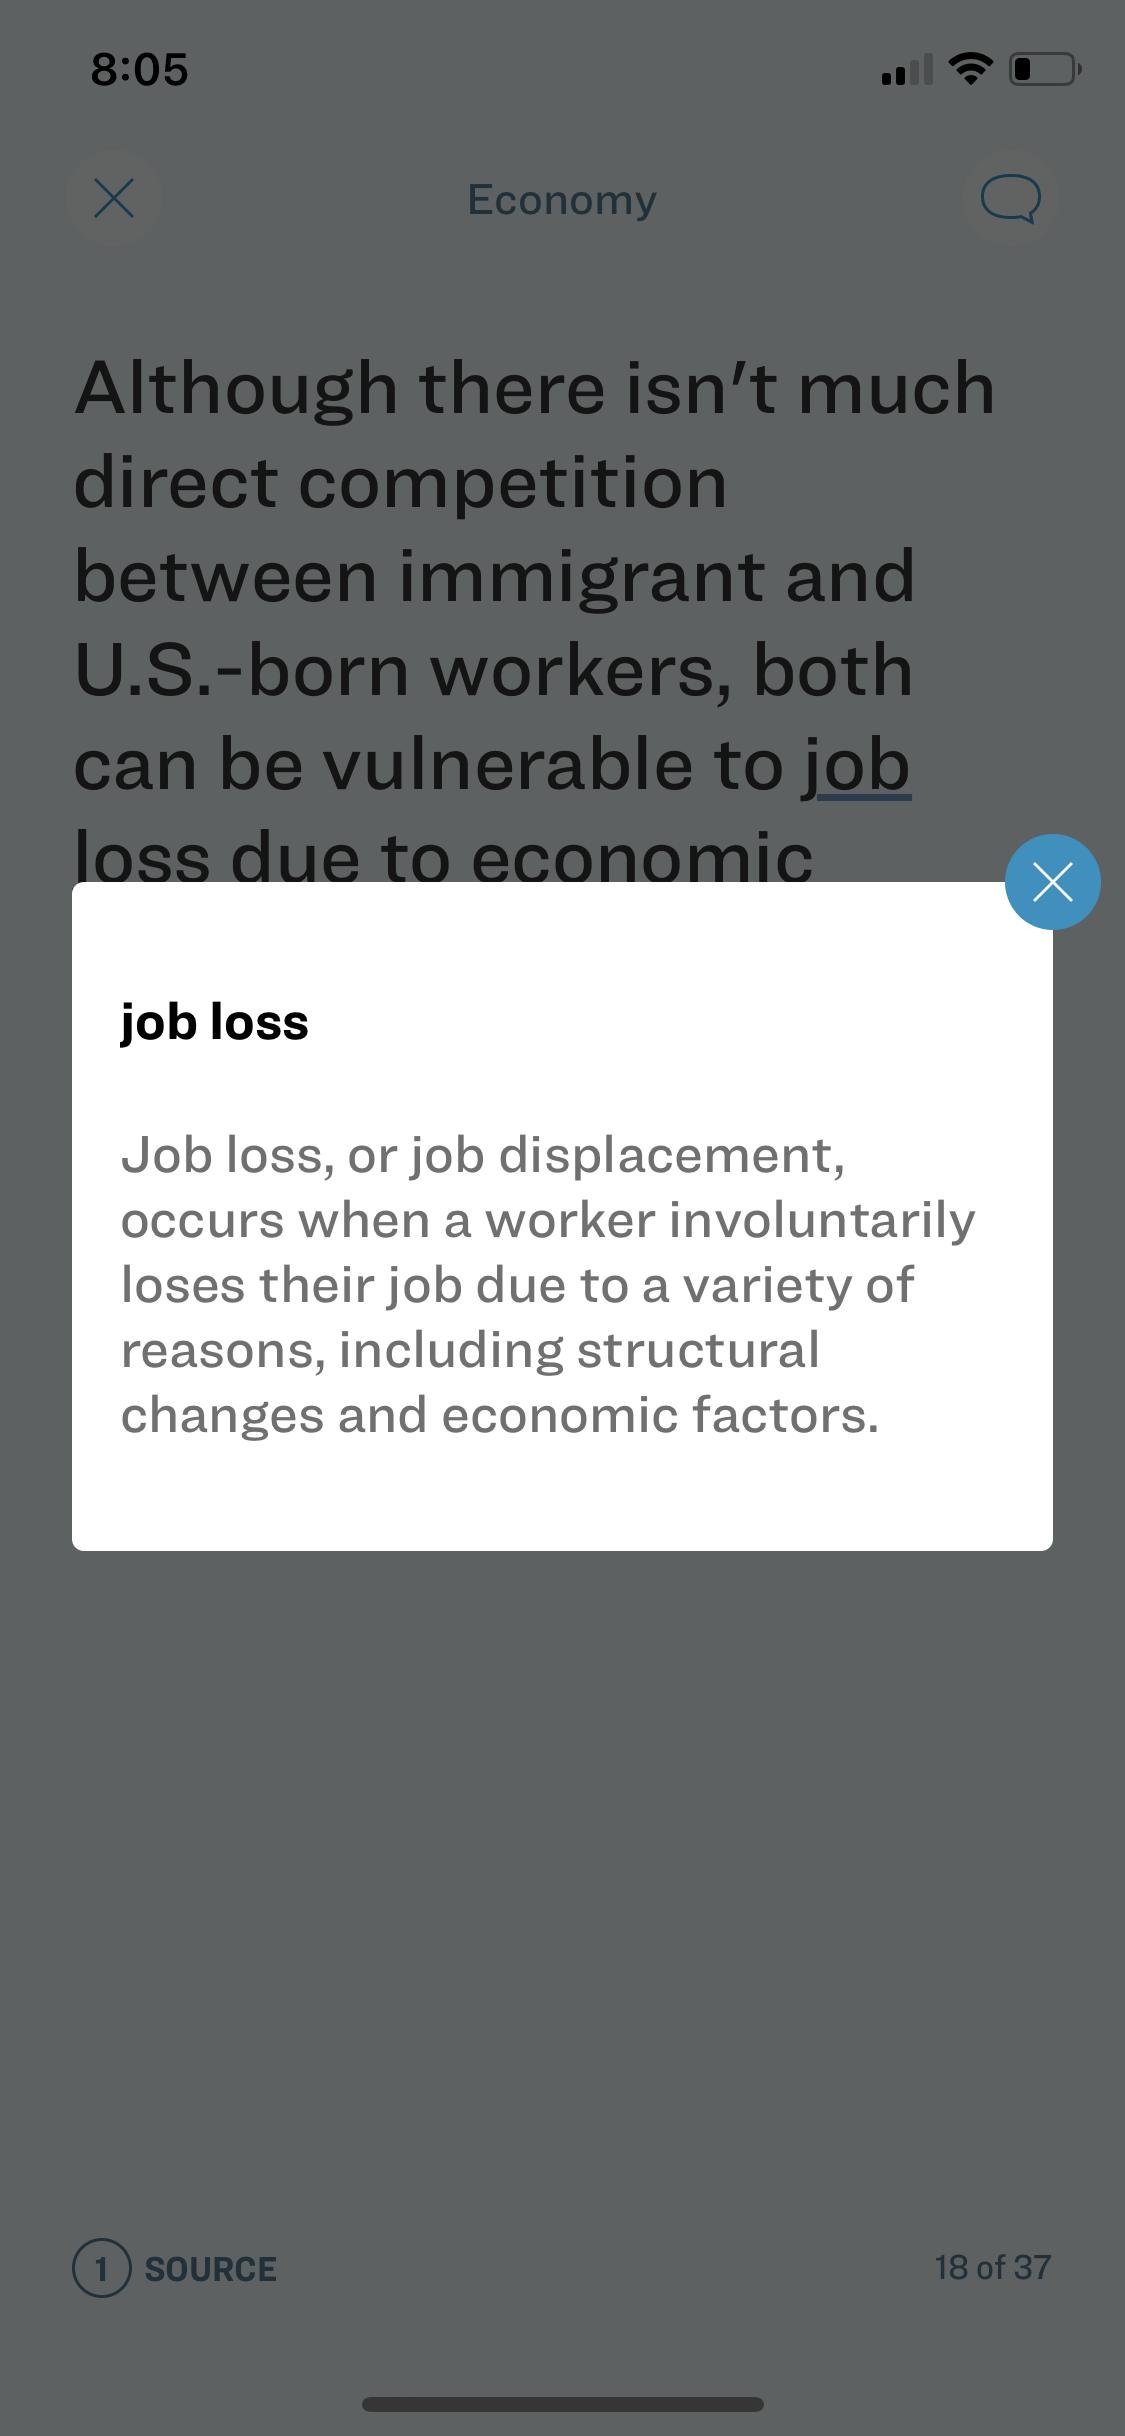 8:05
Economy
Although there isn't much
direct competition
between immigrant and
U.S.-born workers, both
can be vulnerable to job
loss due to economic
job loss
Job loss, or job displacement,
occurs when a worker involuntarily
loses their job due to a variety of
reasons, including structural
changes and economic factors.
1 SOURCE
18 of 37